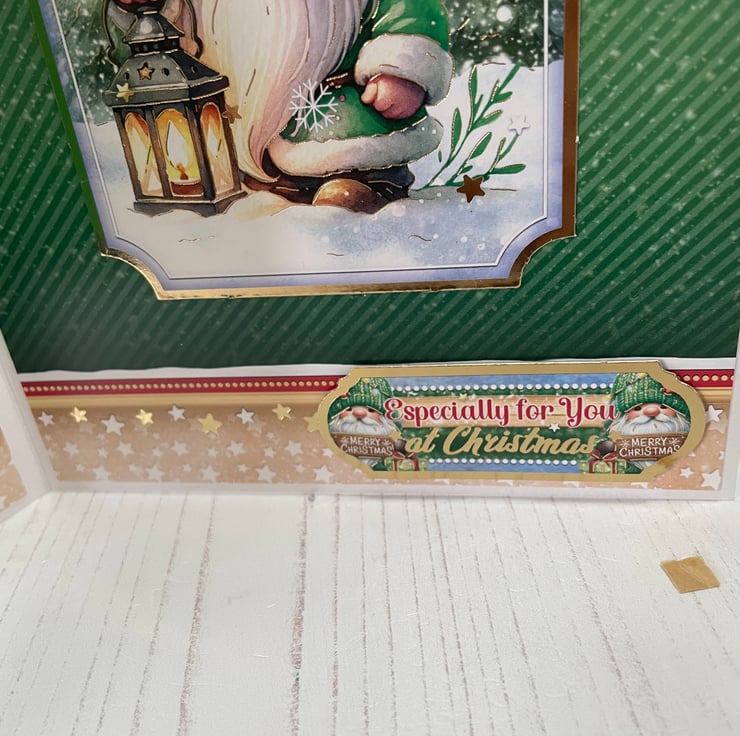 Especially for You
at Christmas
MERRY
CHRISTMAS
MERRY
CHRISTMAS